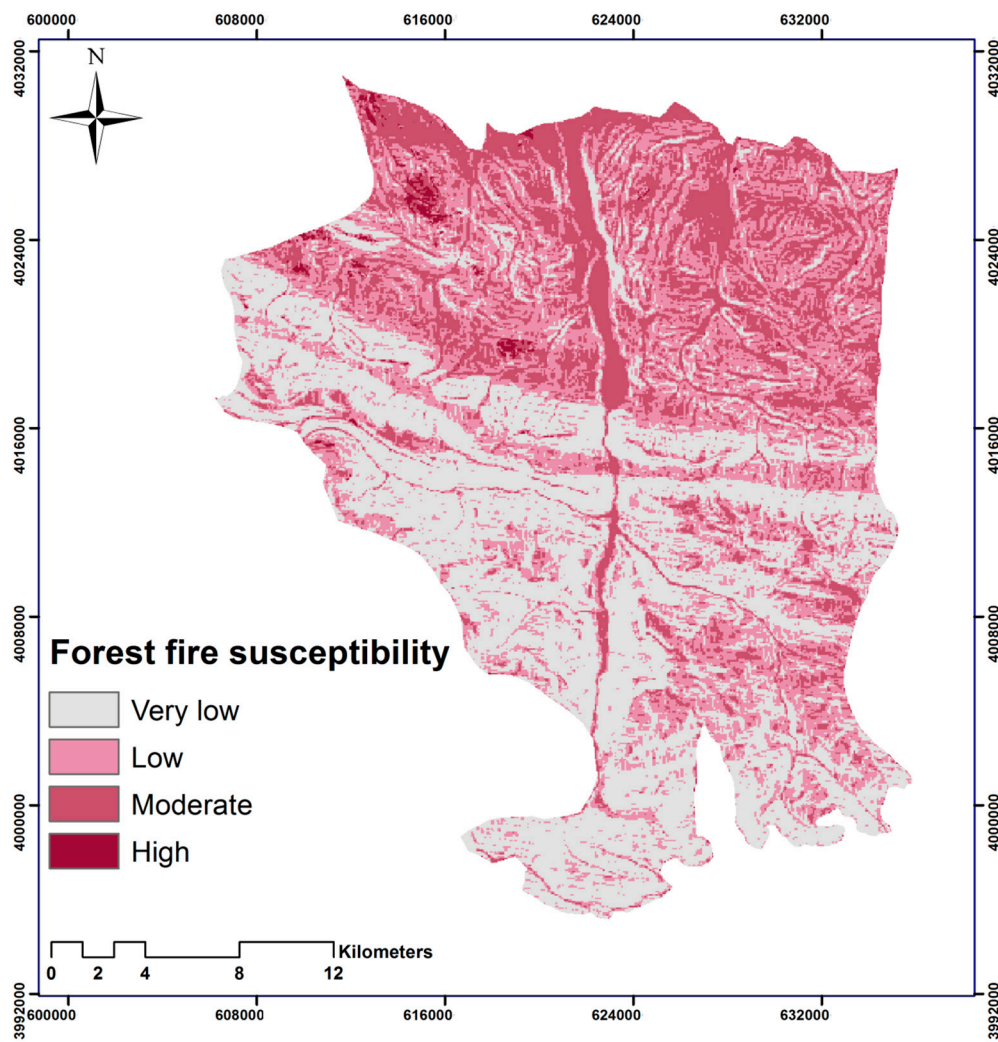 600000 608000 616000 624000 632000
4032000 4032000
N
4024000 4024000
4016000 4016000
4008000 4008000
Forest fire susceptibility
Very low
Low
Moderate
High
4000000 4000000
Kilometers
0 2 4 8 12
3992000 3992000
600000 608000 616000 624000 632000